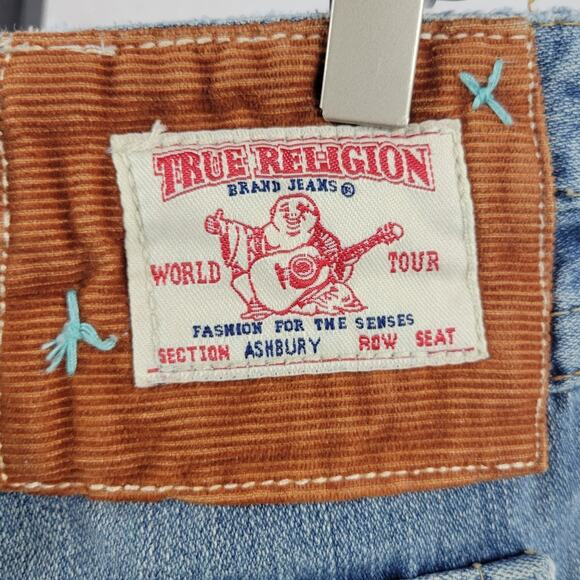 TRUE RELIGION
BRAND JEANS ®
WORLD TOUR
FASHION FOR THE SENSES
SECTION ASHBURY ROW SEAT